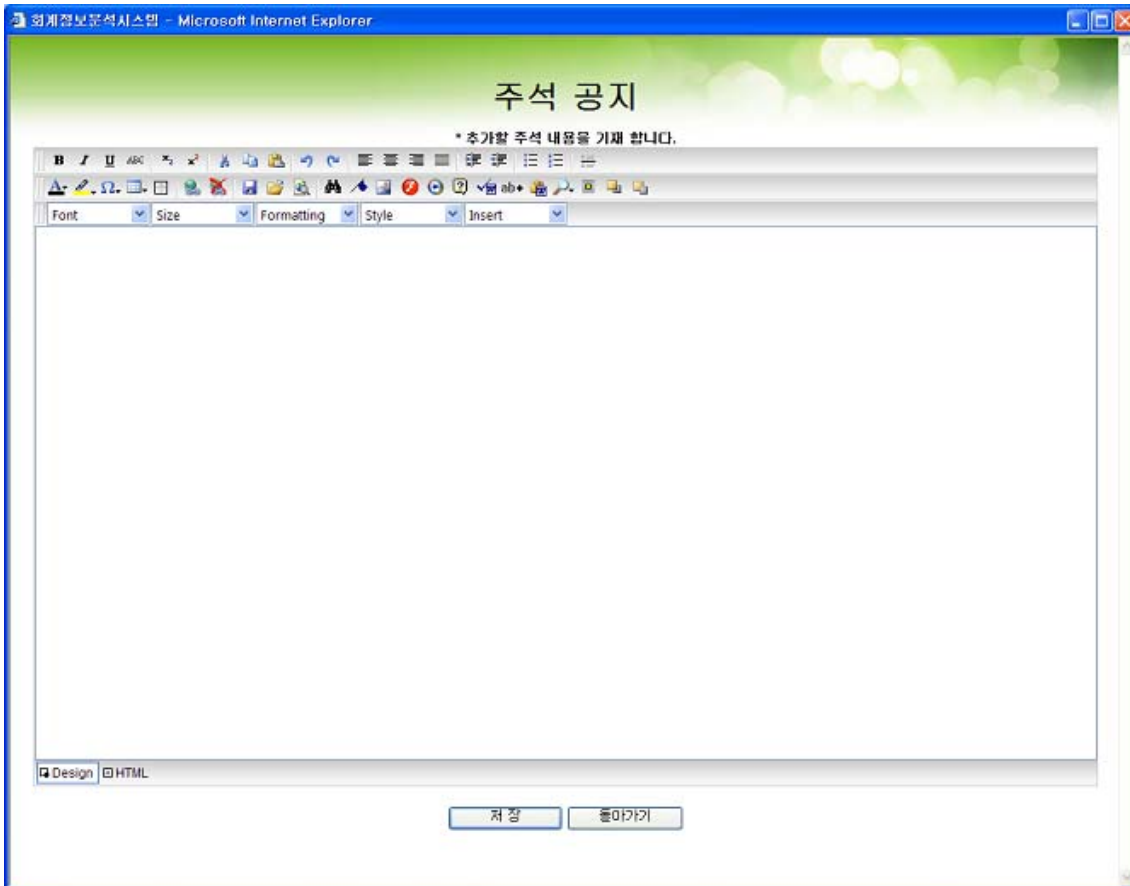 회계정보분석시스템 - Microsoft Internet Explorer
주석 공지
* 추가할 주석 내용을 기재 합니다.
B I U ABC
Font Size Formatting Style Insert
Design HTML
저 장 돌아가기